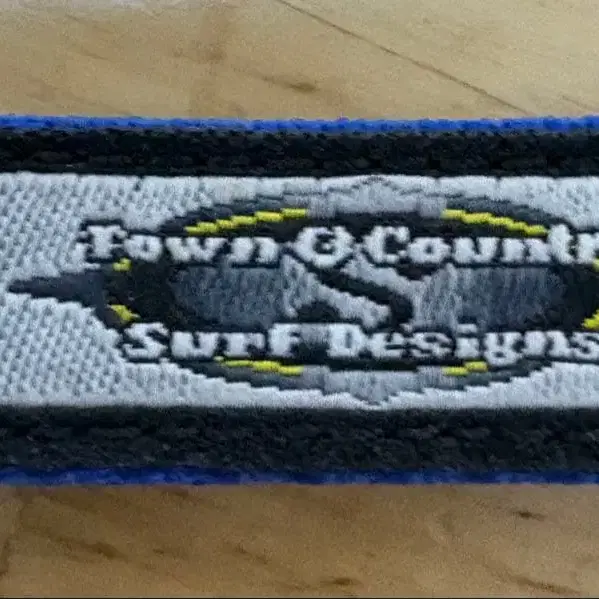 Town & Countr
Surf Designs